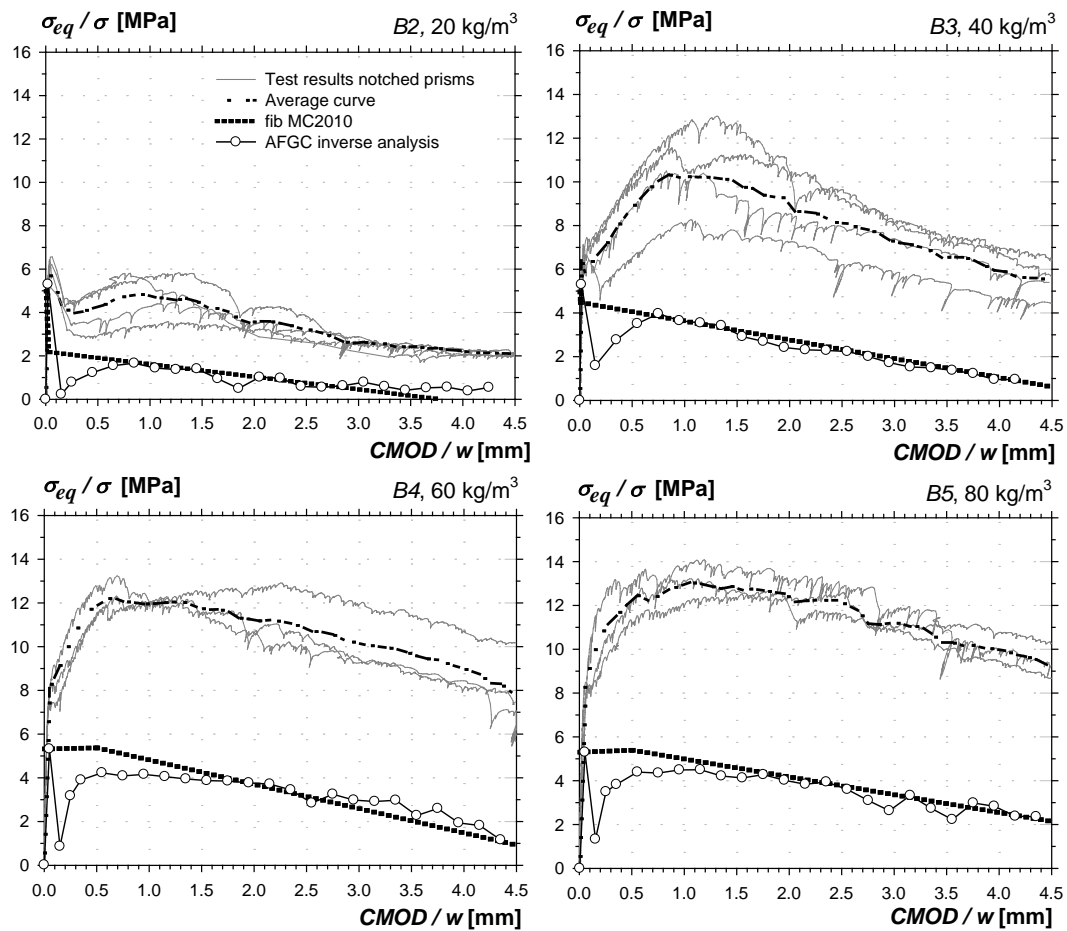 σeq / σ [MPa] B2, 20 kg/m³
16
14
12
10
8
6
4
2
0
Test results notched prisms
Average curve
fib MC2010
AFGC inverse analysis
0.0 0.5 1.0 1.5 2.0 2.5 3.0 3.5 4.0 4.5
CMOD / w [mm]
σeq / σ [MPa] B3, 40 kg/m³
16
14
12
10
8
6
4
2
0
0.0 0.5 1.0 1.5 2.0 2.5 3.0 3.5 4.0 4.5
CMOD / w [mm]
σeq / σ [MPa] B4, 60 kg/m³
16
14
12
10
8
6
4
2
0
0.0 0.5 1.0 1.5 2.0 2.5 3.0 3.5 4.0 4.5
CMOD / w [mm]
σeq / σ [MPa] B5, 80 kg/m³
16
14
12
10
8
6
4
2
0
0.0 0.5 1.0 1.5 2.0 2.5 3.0 3.5 4.0 4.5
CMOD / w [mm]